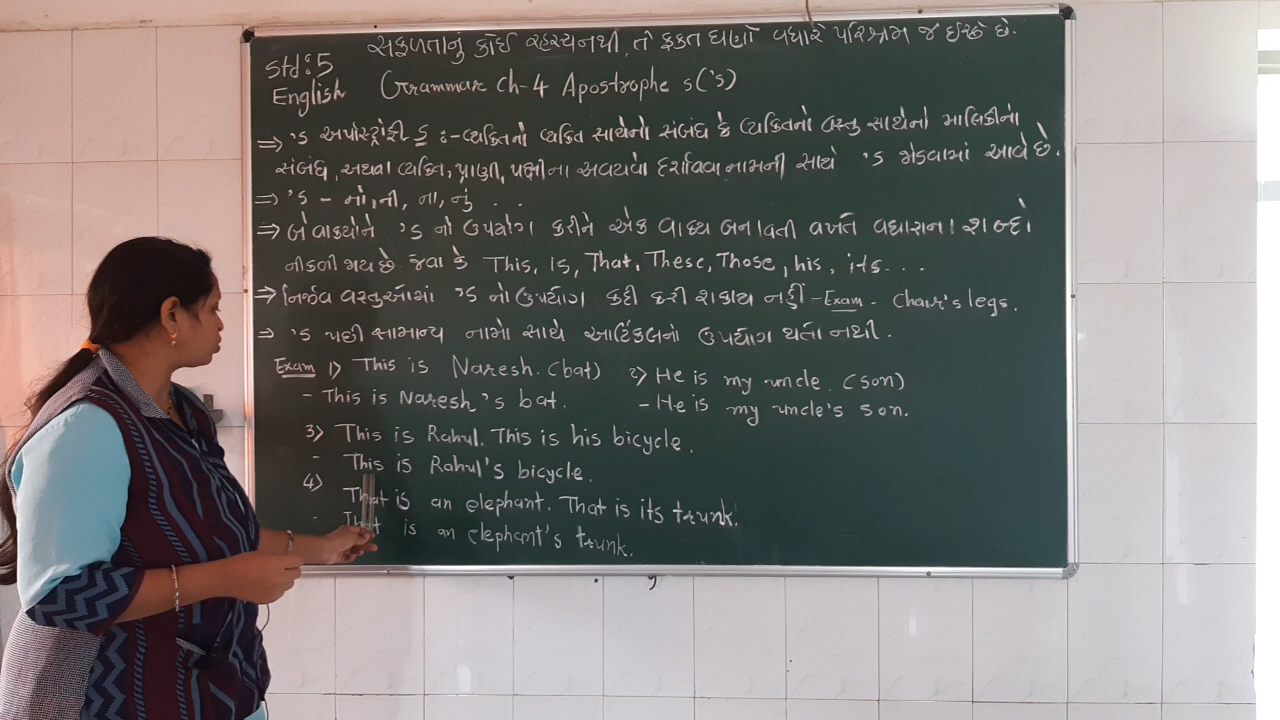 સફળતાનું કોઈ રહસ્ય નથી, તે ફક્ત ઘણો વધારે પરિશ્રમ જ ઈચ્છે છે.
Std:5
English Grammar Ch-4 Apostrophe s('s)
⇒ 's અપોસ્ટ્રોફી s :- વ્યક્તિનો વ્યક્તિ સાથેનો સંબંધ કે વ્યક્તિનો વસ્તુ સાથેનો માલિકીનો
સંબંધ, અથવા વ્યક્તિ, પ્રાણી, પક્ષીના અવયવો દર્શાવવા નામની સાથે 's જોડવામાં આવે છે.
⇒ 's - નો, ની, ના, નું . .
⇒ બે વાક્યોને 's નો ઉપયોગ કરીને એક વાક્ય બનાવતી વખતે વધારાના શબ્દો
નીકળી જાય છે. જેવા કે This, is, That, These, Those, his, its...
⇒ નિર્જીવ વસ્તુઓમાં 's નો ઉપયોગ કદી કરી શકાય નહીં - Exam - Chair's legs.
⇒ 's પછી સામાન્ય નામો સાથે આર્ટિકલનો ઉપયોગ થતો નથી.
Exam 1) This is Naresh. (bat) 2) He is my uncle. (son)
- This is Naresh's bat. - He is my uncle's son.
3) This is Rahul. This is his bicycle.
- This is Rahul's bicycle.
4) That is an elephant. That is its trunk.
- That is an elephant's trunk.